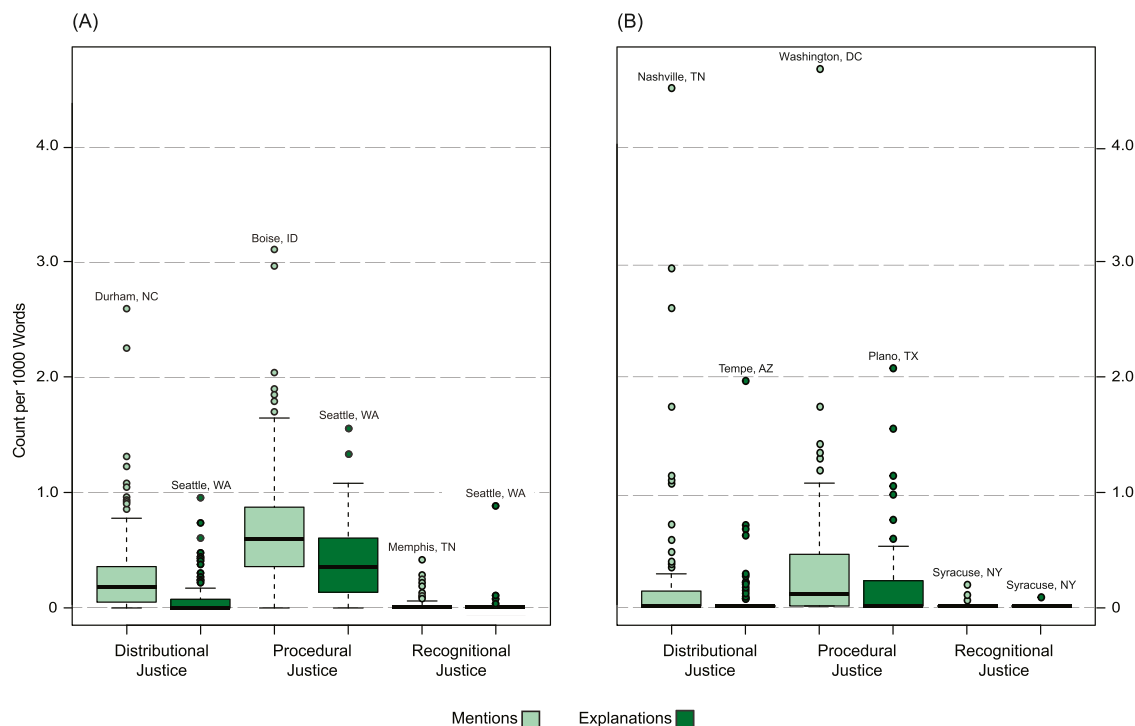 (A)
(B)
Count per 1000 Words
4.0
3.0
2.0
1.0
0
Durham, NC
Seattle, WA
Boise, ID
Seattle, WA
Memphis, TN
Seattle, WA
Distributional
Justice
Procedural
Justice
Recognitional
Justice
Nashville, TN
Tempe, AZ
Washington, DC
Plano, TX
Syracuse, NY
Syracuse, NY
4.0
3.0
2.0
1.0
0
Distributional
Justice
Procedural
Justice
Recognitional
Justice
Mentions
Explanations